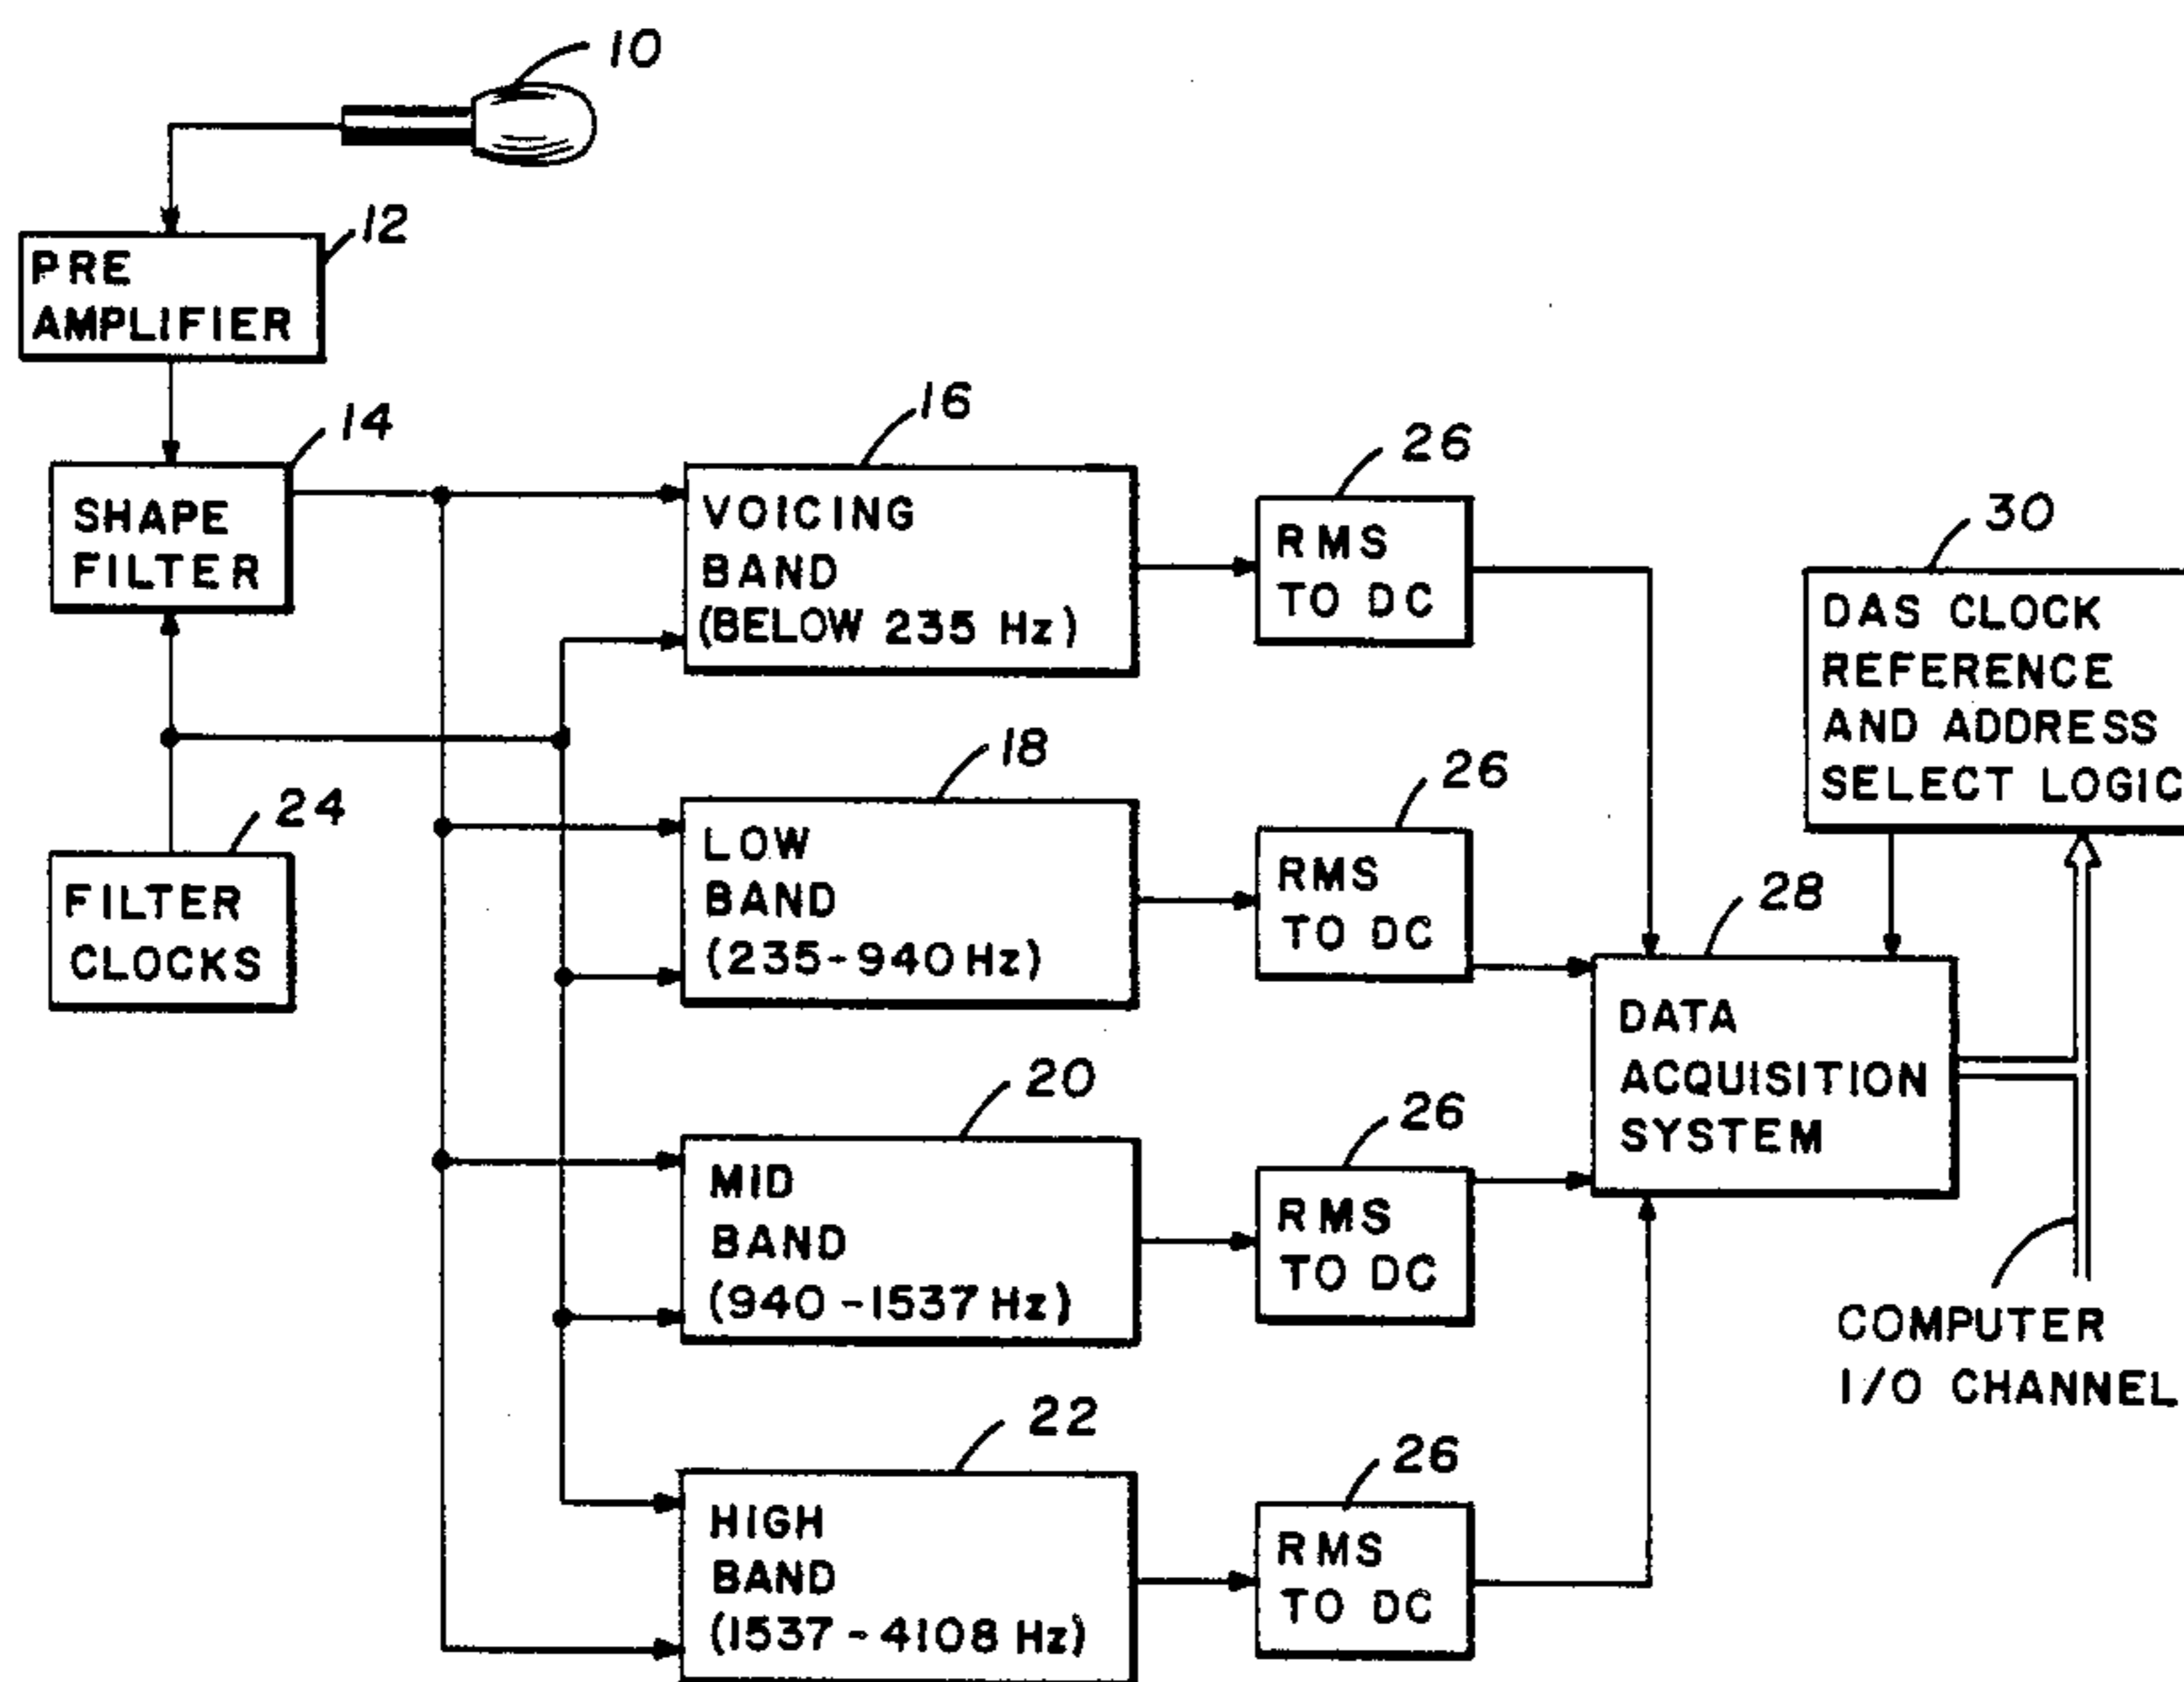 10
12
PRE
AMPLIFIER
14
SHAPE
FILTER
24
FILTER
CLOCKS
16
VOICING
BAND
(BELOW 235 Hz)
18
LOW
BAND
(235-940 Hz)
20
MID
BAND
(940-1537 Hz)
22
HIGH
BAND
(1537-4108 Hz)
26
RMS
TO DC
26
RMS
TO DC
26
RMS
TO DC
26
RMS
TO DC
30
DAS CLOCK
REFERENCE
AND ADDRESS
SELECT LOGIC
28
DATA
ACQUISITION
SYSTEM
COMPUTER
I/O CHANNEL